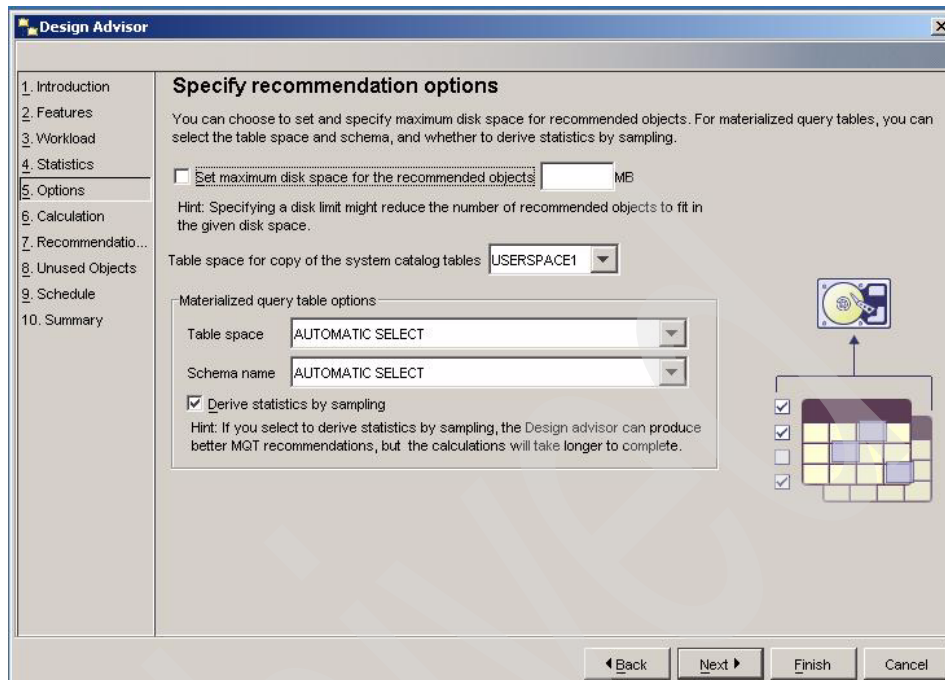 Design Advisor
1. Introduction
2. Features
3. Workload
4. Statistics
5. Options
6. Calculation
7. Recommendatio...
8. Unused Objects
9. Schedule
10. Summary
Specify recommendation options
You can choose to set and specify maximum disk space for recommended objects. For materialized query tables, you can
select the table space and schema, and whether to derive statistics by sampling.
Set maximum disk space for the recommended objects MB
Hint: Specifying a disk limit might reduce the number of recommended objects to fit in
the given disk space.
Table space for copy of the system catalog tables USERSPACE1
Materialized query table options
Table space AUTOMATIC SELECT
Schema name AUTOMATIC SELECT
Derive statistics by sampling
Hint: If you select to derive statistics by sampling, the Design advisor can produce
better MQT recommendations, but the calculations will take longer to complete.
Back Next Finish Cancel